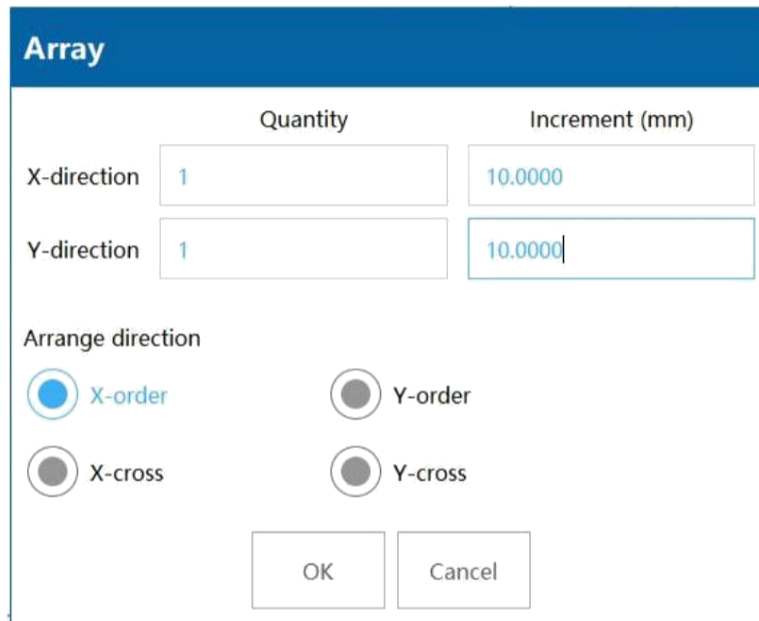 Array
Quantity Increment (mm)
X-direction 1 10.0000
Y-direction 1 10.0000
Arrange direction
X-order Y-order
X-cross Y-cross
OK Cancel